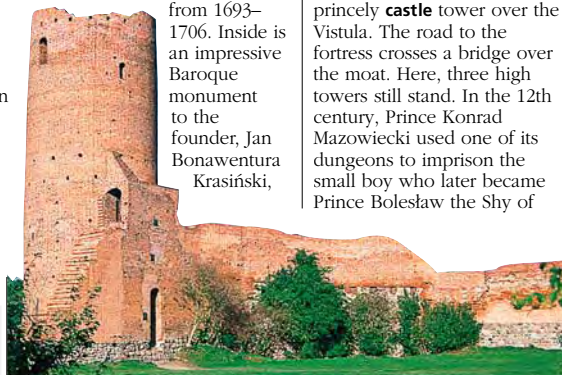 n
from 1693–
1706. Inside is
an impressive
Baroque
monument
to the
founder, Jan
Bonawentura
Krasiński,
princely castle tower over the
Vistula. The road to the
fortress crosses a bridge over
the moat. Here, three high
towers still stand. In the 12th
century, Prince Konrad
Mazowiecki used one of its
dungeons to imprison the
small boy who later became
Prince Bolesław the Shy of